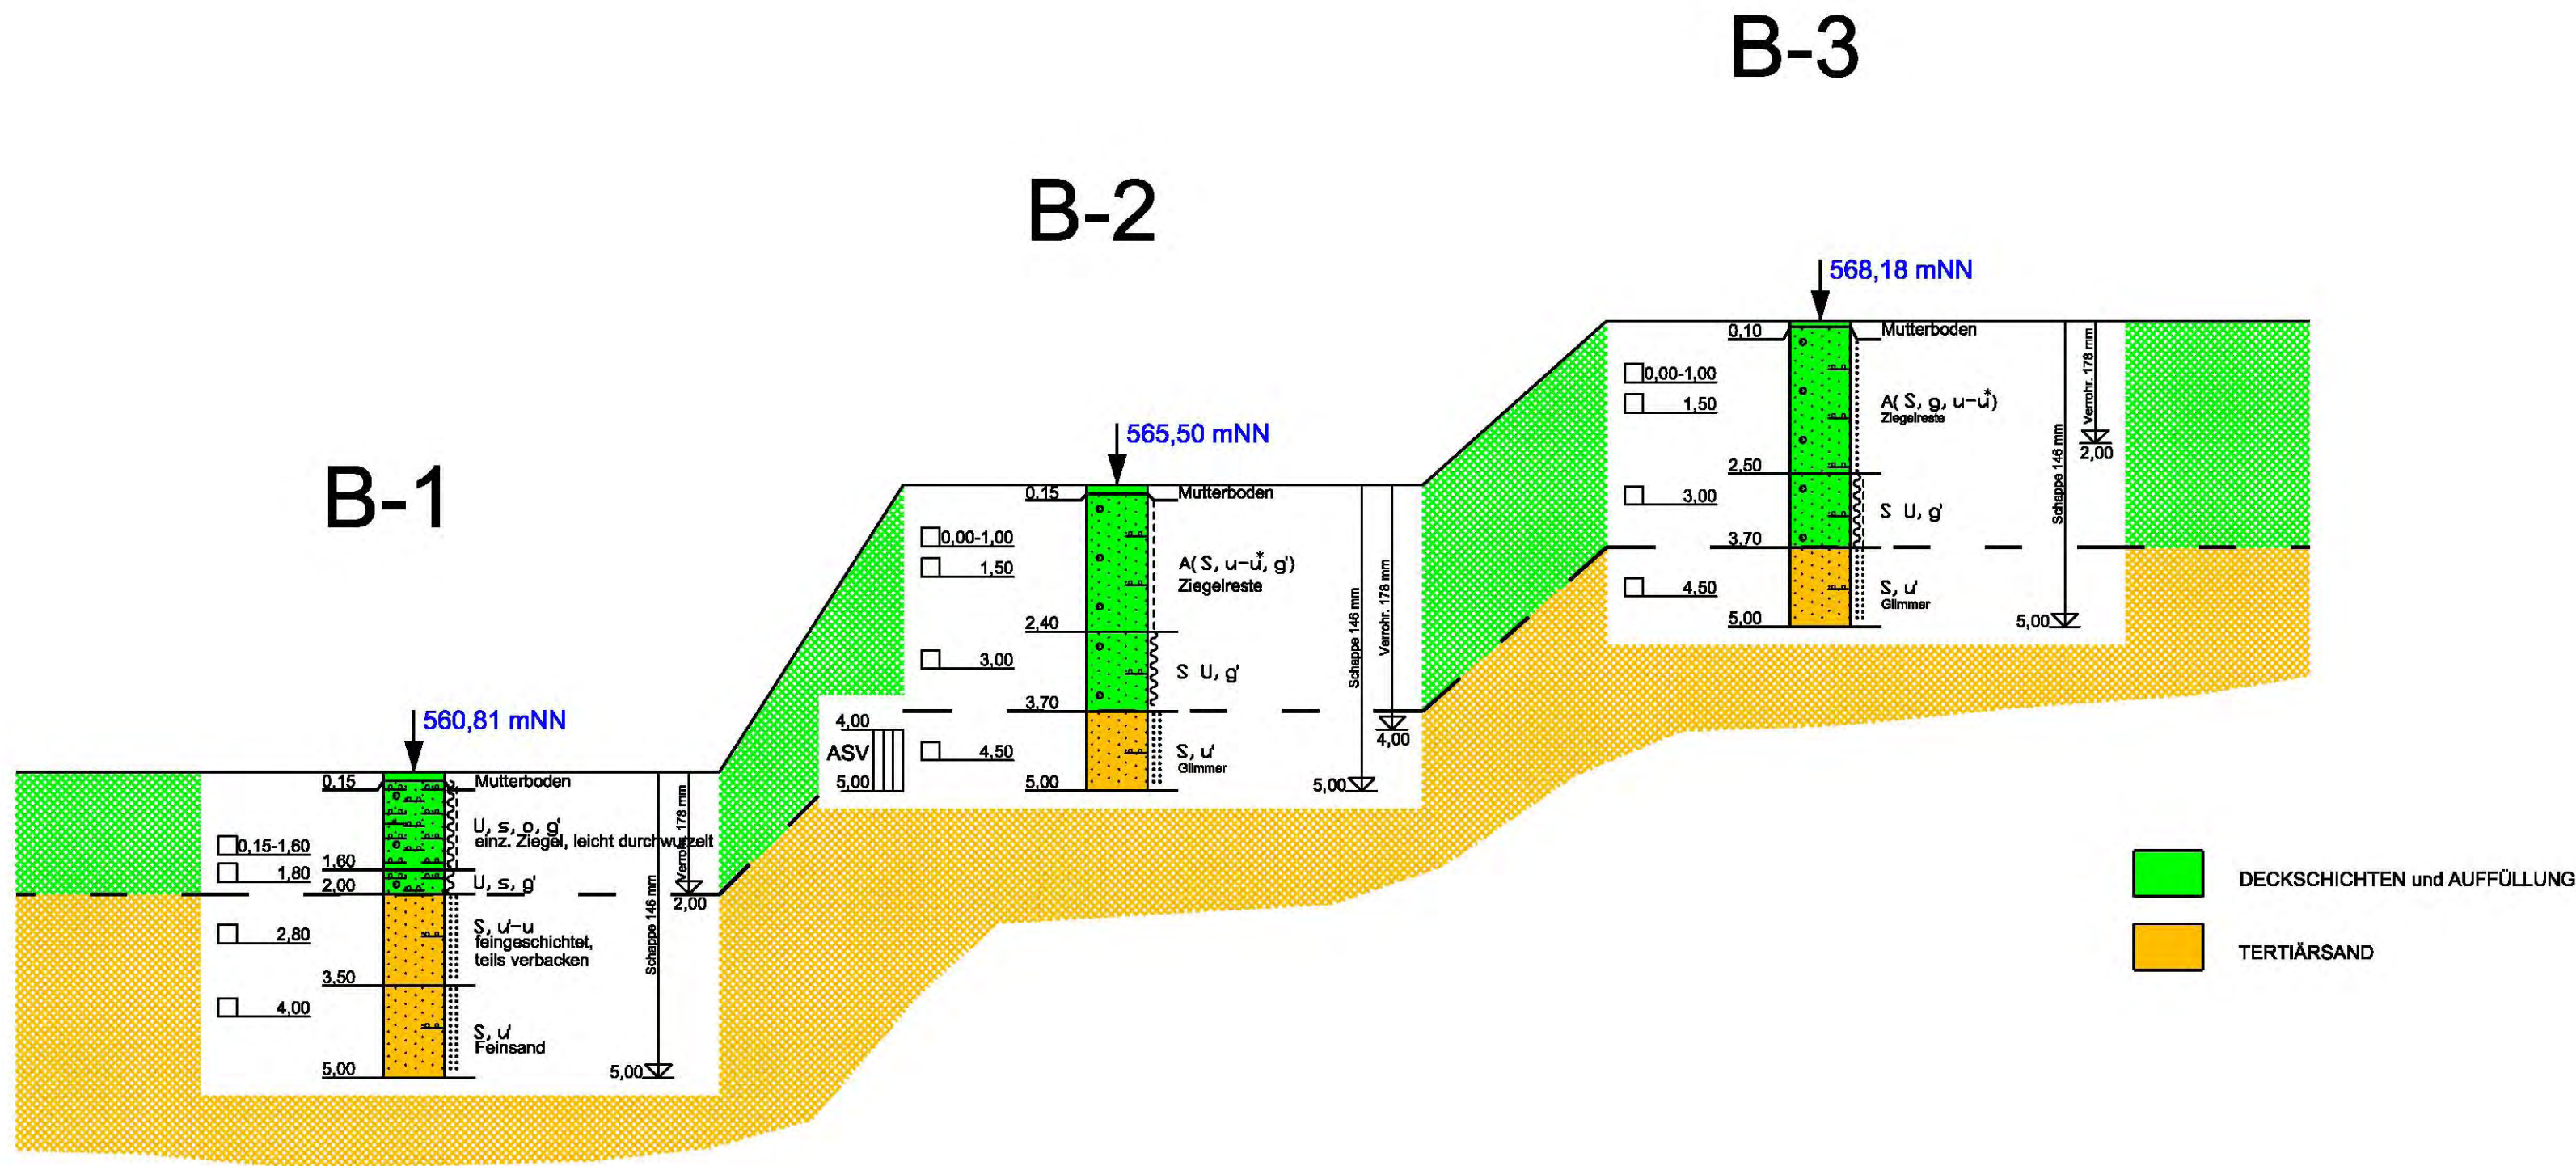 B-3
B-2
B-1
568,18 mNN
0,10
Mutterboden
0,00-1,00
1,50
A( S, g, u-u*)
Ziegelreste
2,50
3,00
S U, g'
3,70
4,50
S, u'
Glimmer
5,00
Schappe 146 mm
5,00
Verrohr. 178 mm
2,00
565,50 mNN
0,15
Mutterboden
0,00-1,00
1,50
A( S, u-u*, g')
Ziegelreste
2,40
3,00
S U, g'
3,70
4,00
ASV
5,00
4,50
S, u'
Glimmer
5,00
Schappe 146 mm
5,00
Verrohr. 178 mm
4,00
560,81 mNN
0,15
Mutterboden
U, s, o, g'
einz. Ziegel, leicht durchwurzelt
0,15-1,60
1,60
1,80
2,00
U, s, g'
2,80
S, u'-u
feingeschichtet,
teils verbacken
3,50
4,00
S, u'
Feinsand
5,00
Schappe 146 mm
5,00
Verrohr. 178 mm
2,00
DECKSCHICHTEN und AUFFÜLLUNG
TERTIÄRSAND